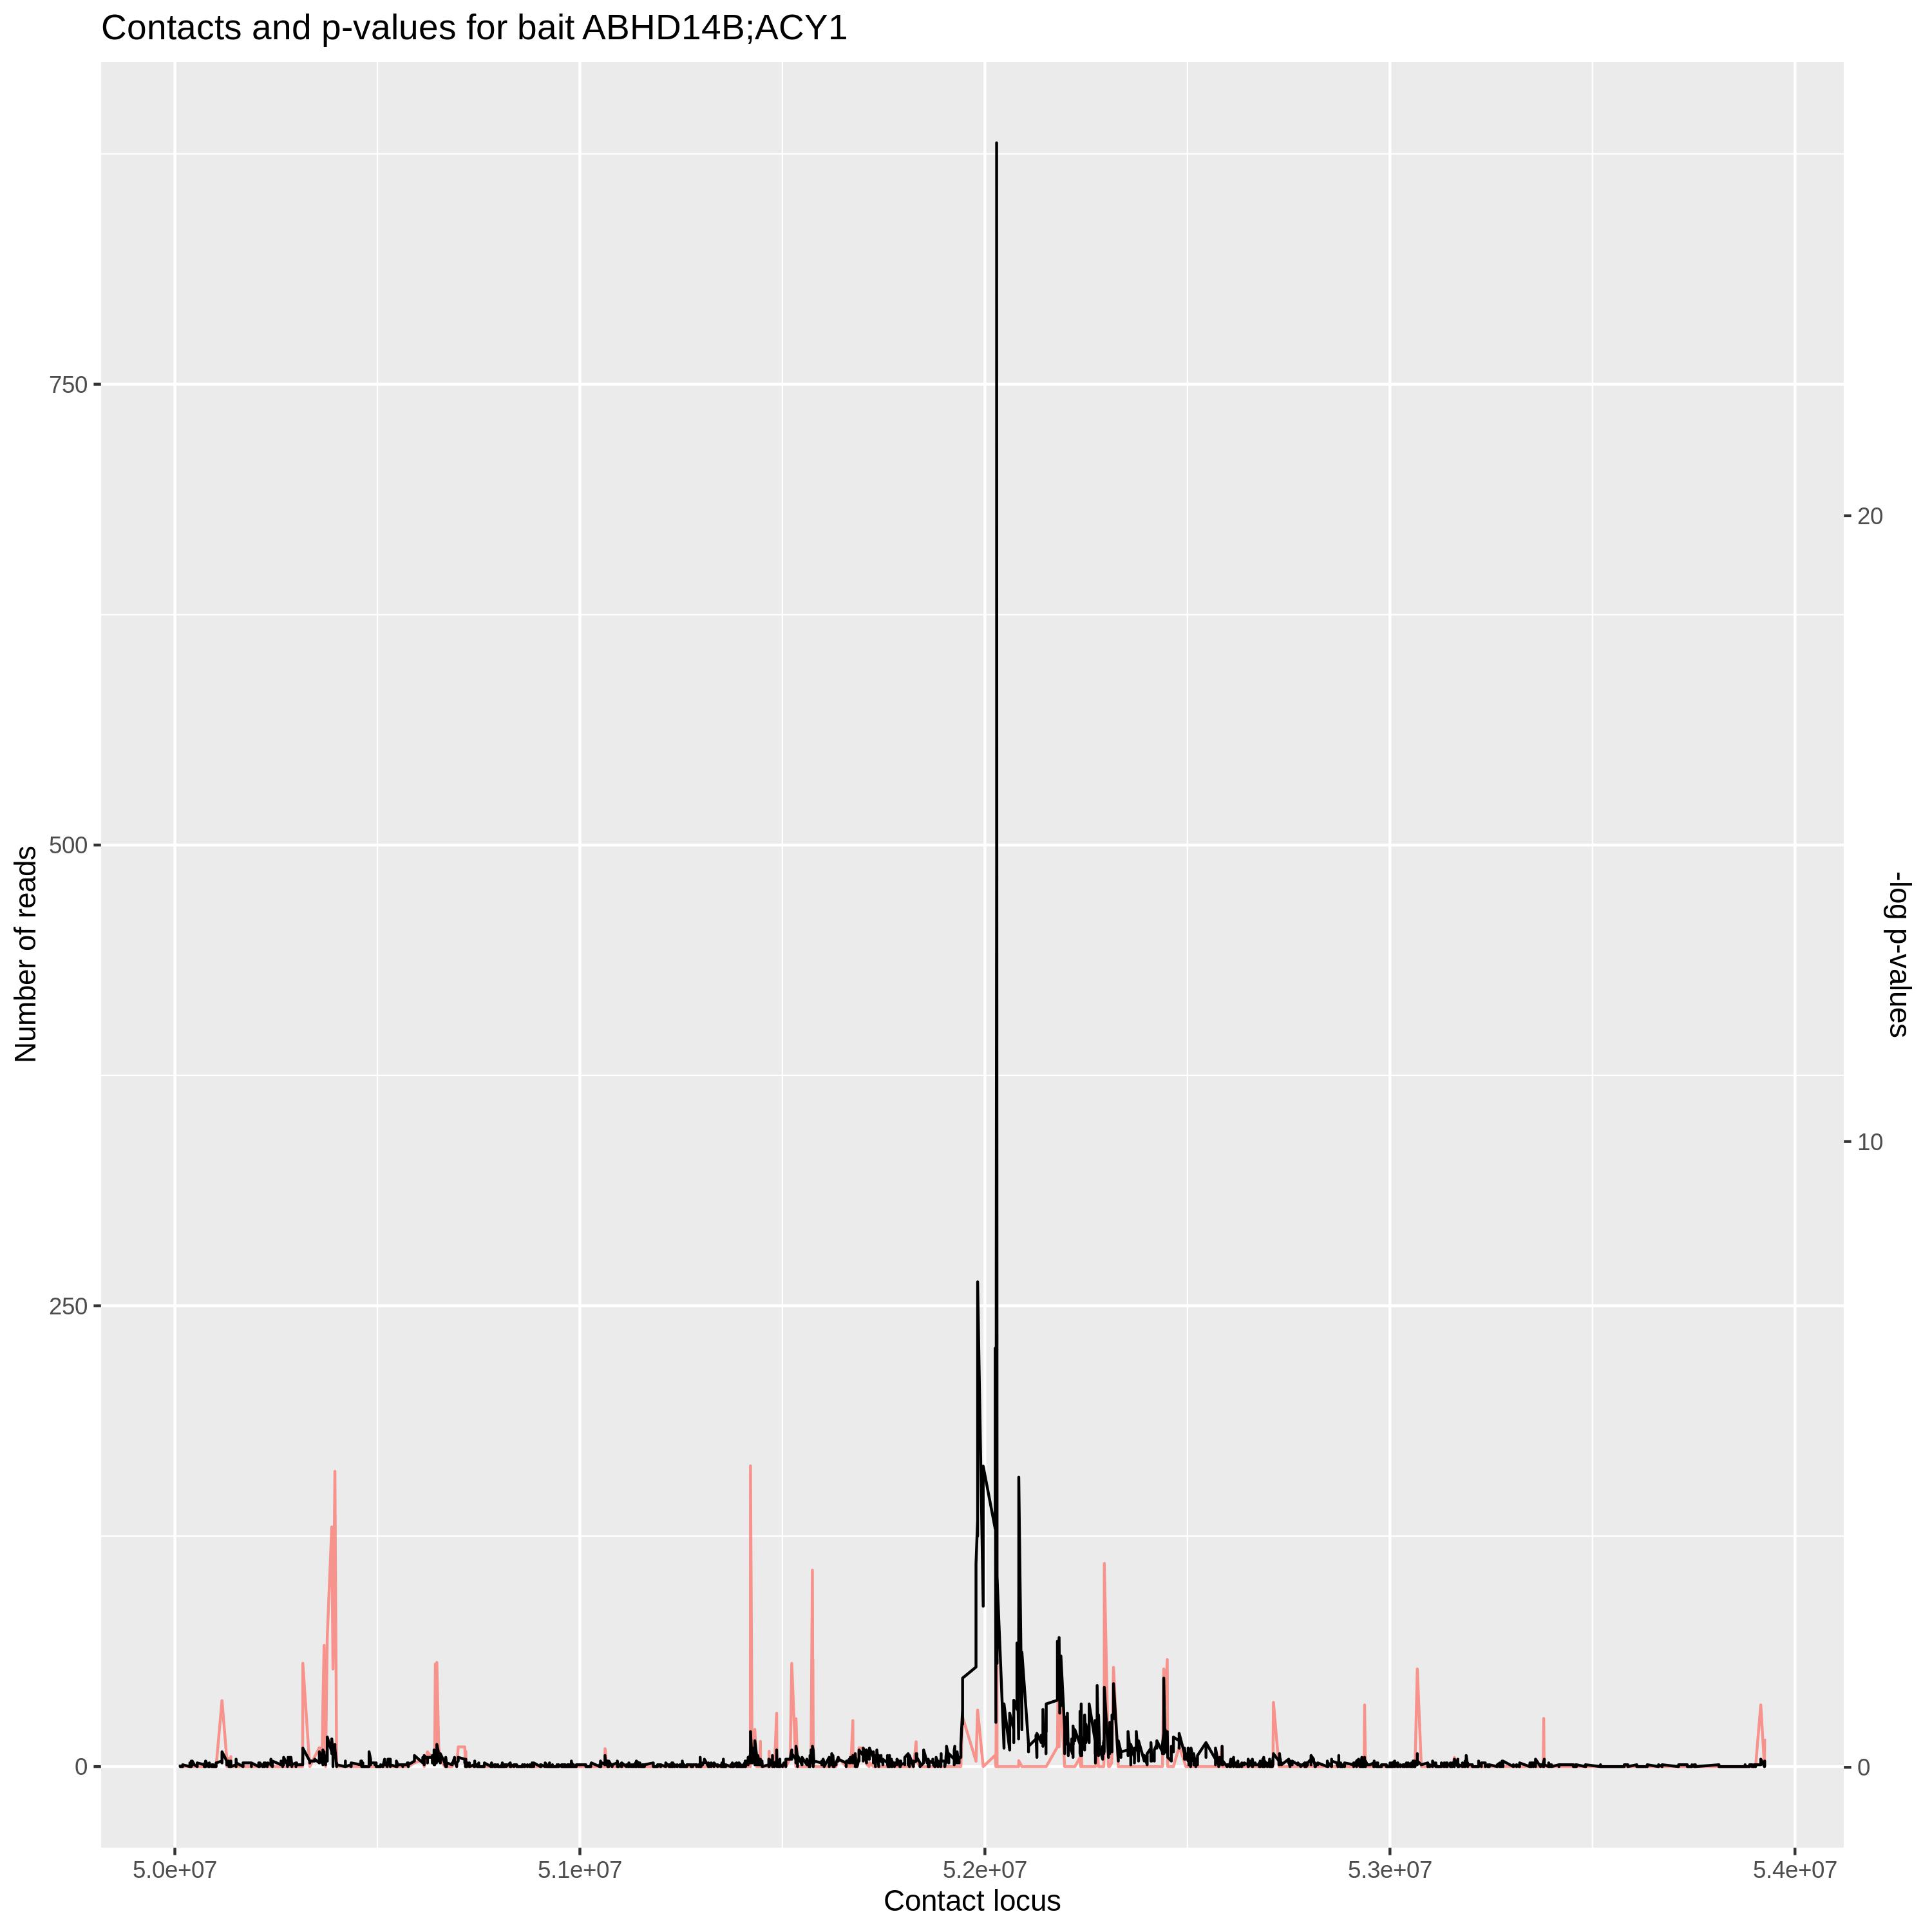 Contacts and p-values for bait ABHD14B;ACY1
750
500
250
0
Number of reads
20
10
0
-log p-values
5.0e+07
5.1e+07
5.2e+07
5.3e+07
5.4e+07
Contact locus